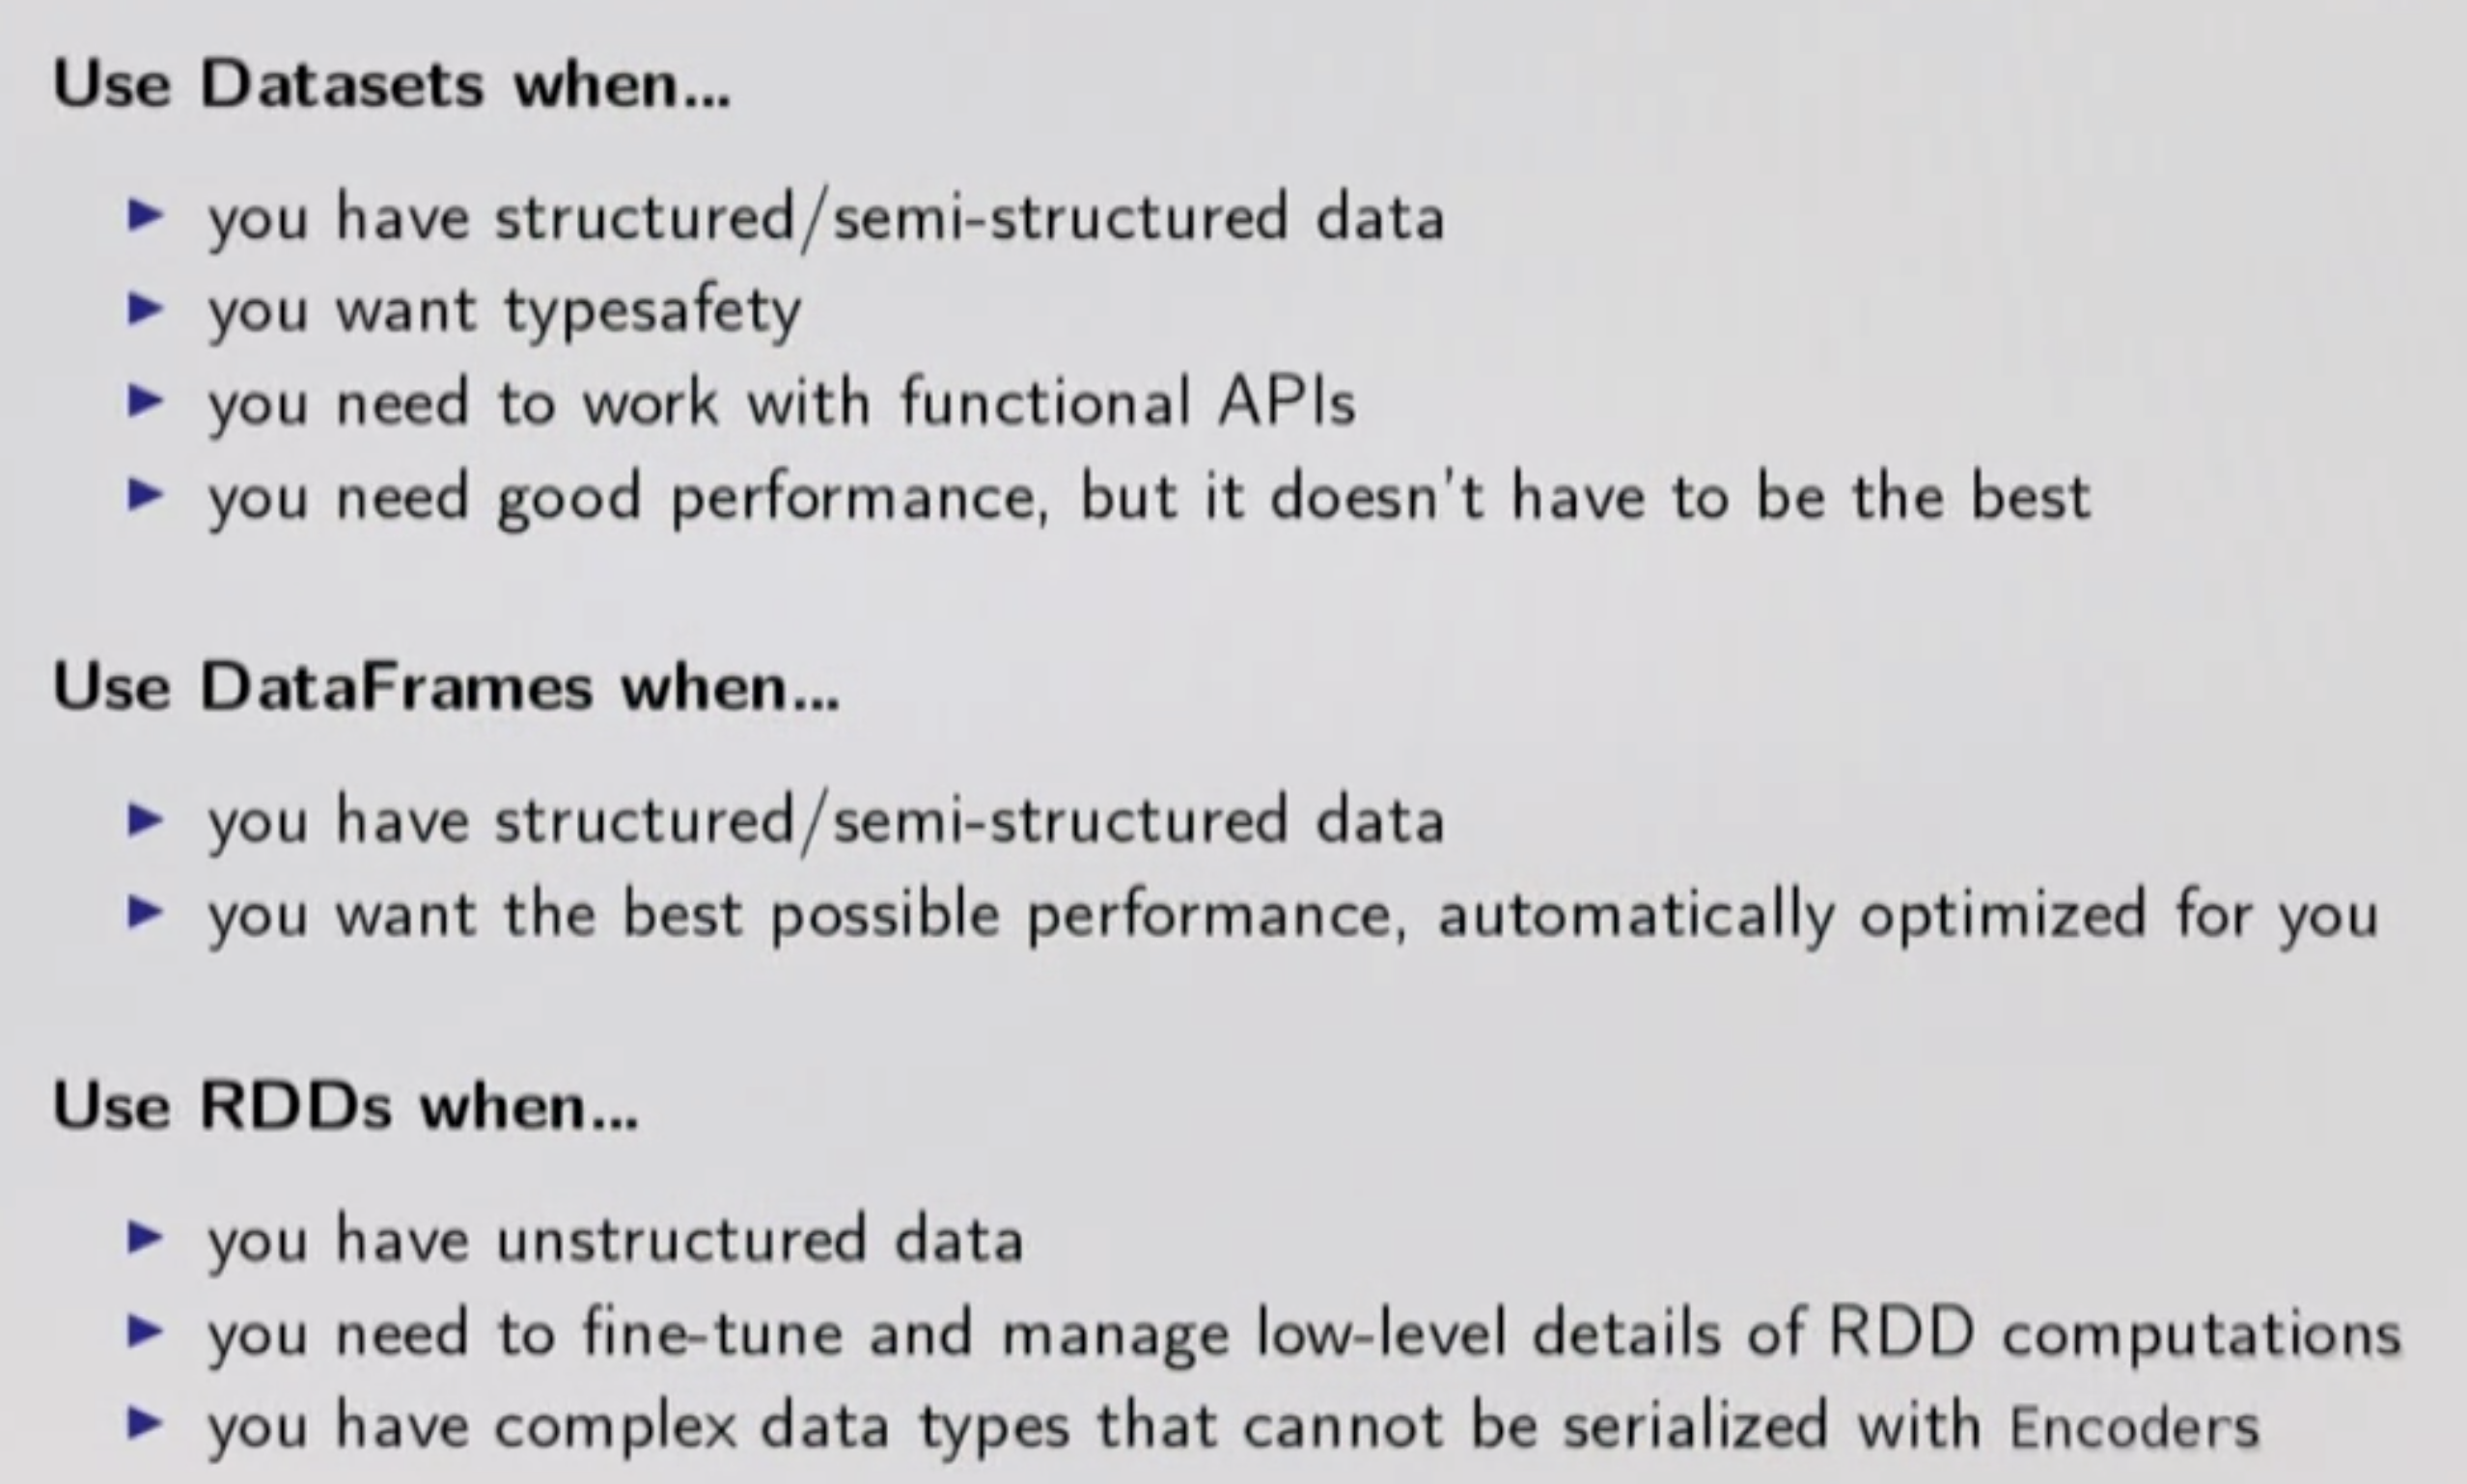 Use Datasets when...
▶ you have structured/semi-structured data
▶ you want typesafety
▶ you need to work with functional APIs
▶ you need good performance, but it doesn't have to be the best
Use DataFrames when...
▶ you have structured/semi-structured data
▶ you want the best possible performance, automatically optimized for you
Use RDDs when...
▶ you have unstructured data
▶ you need to fine-tune and manage low-level details of RDD computations
▶ you have complex data types that cannot be serialized with Encoders